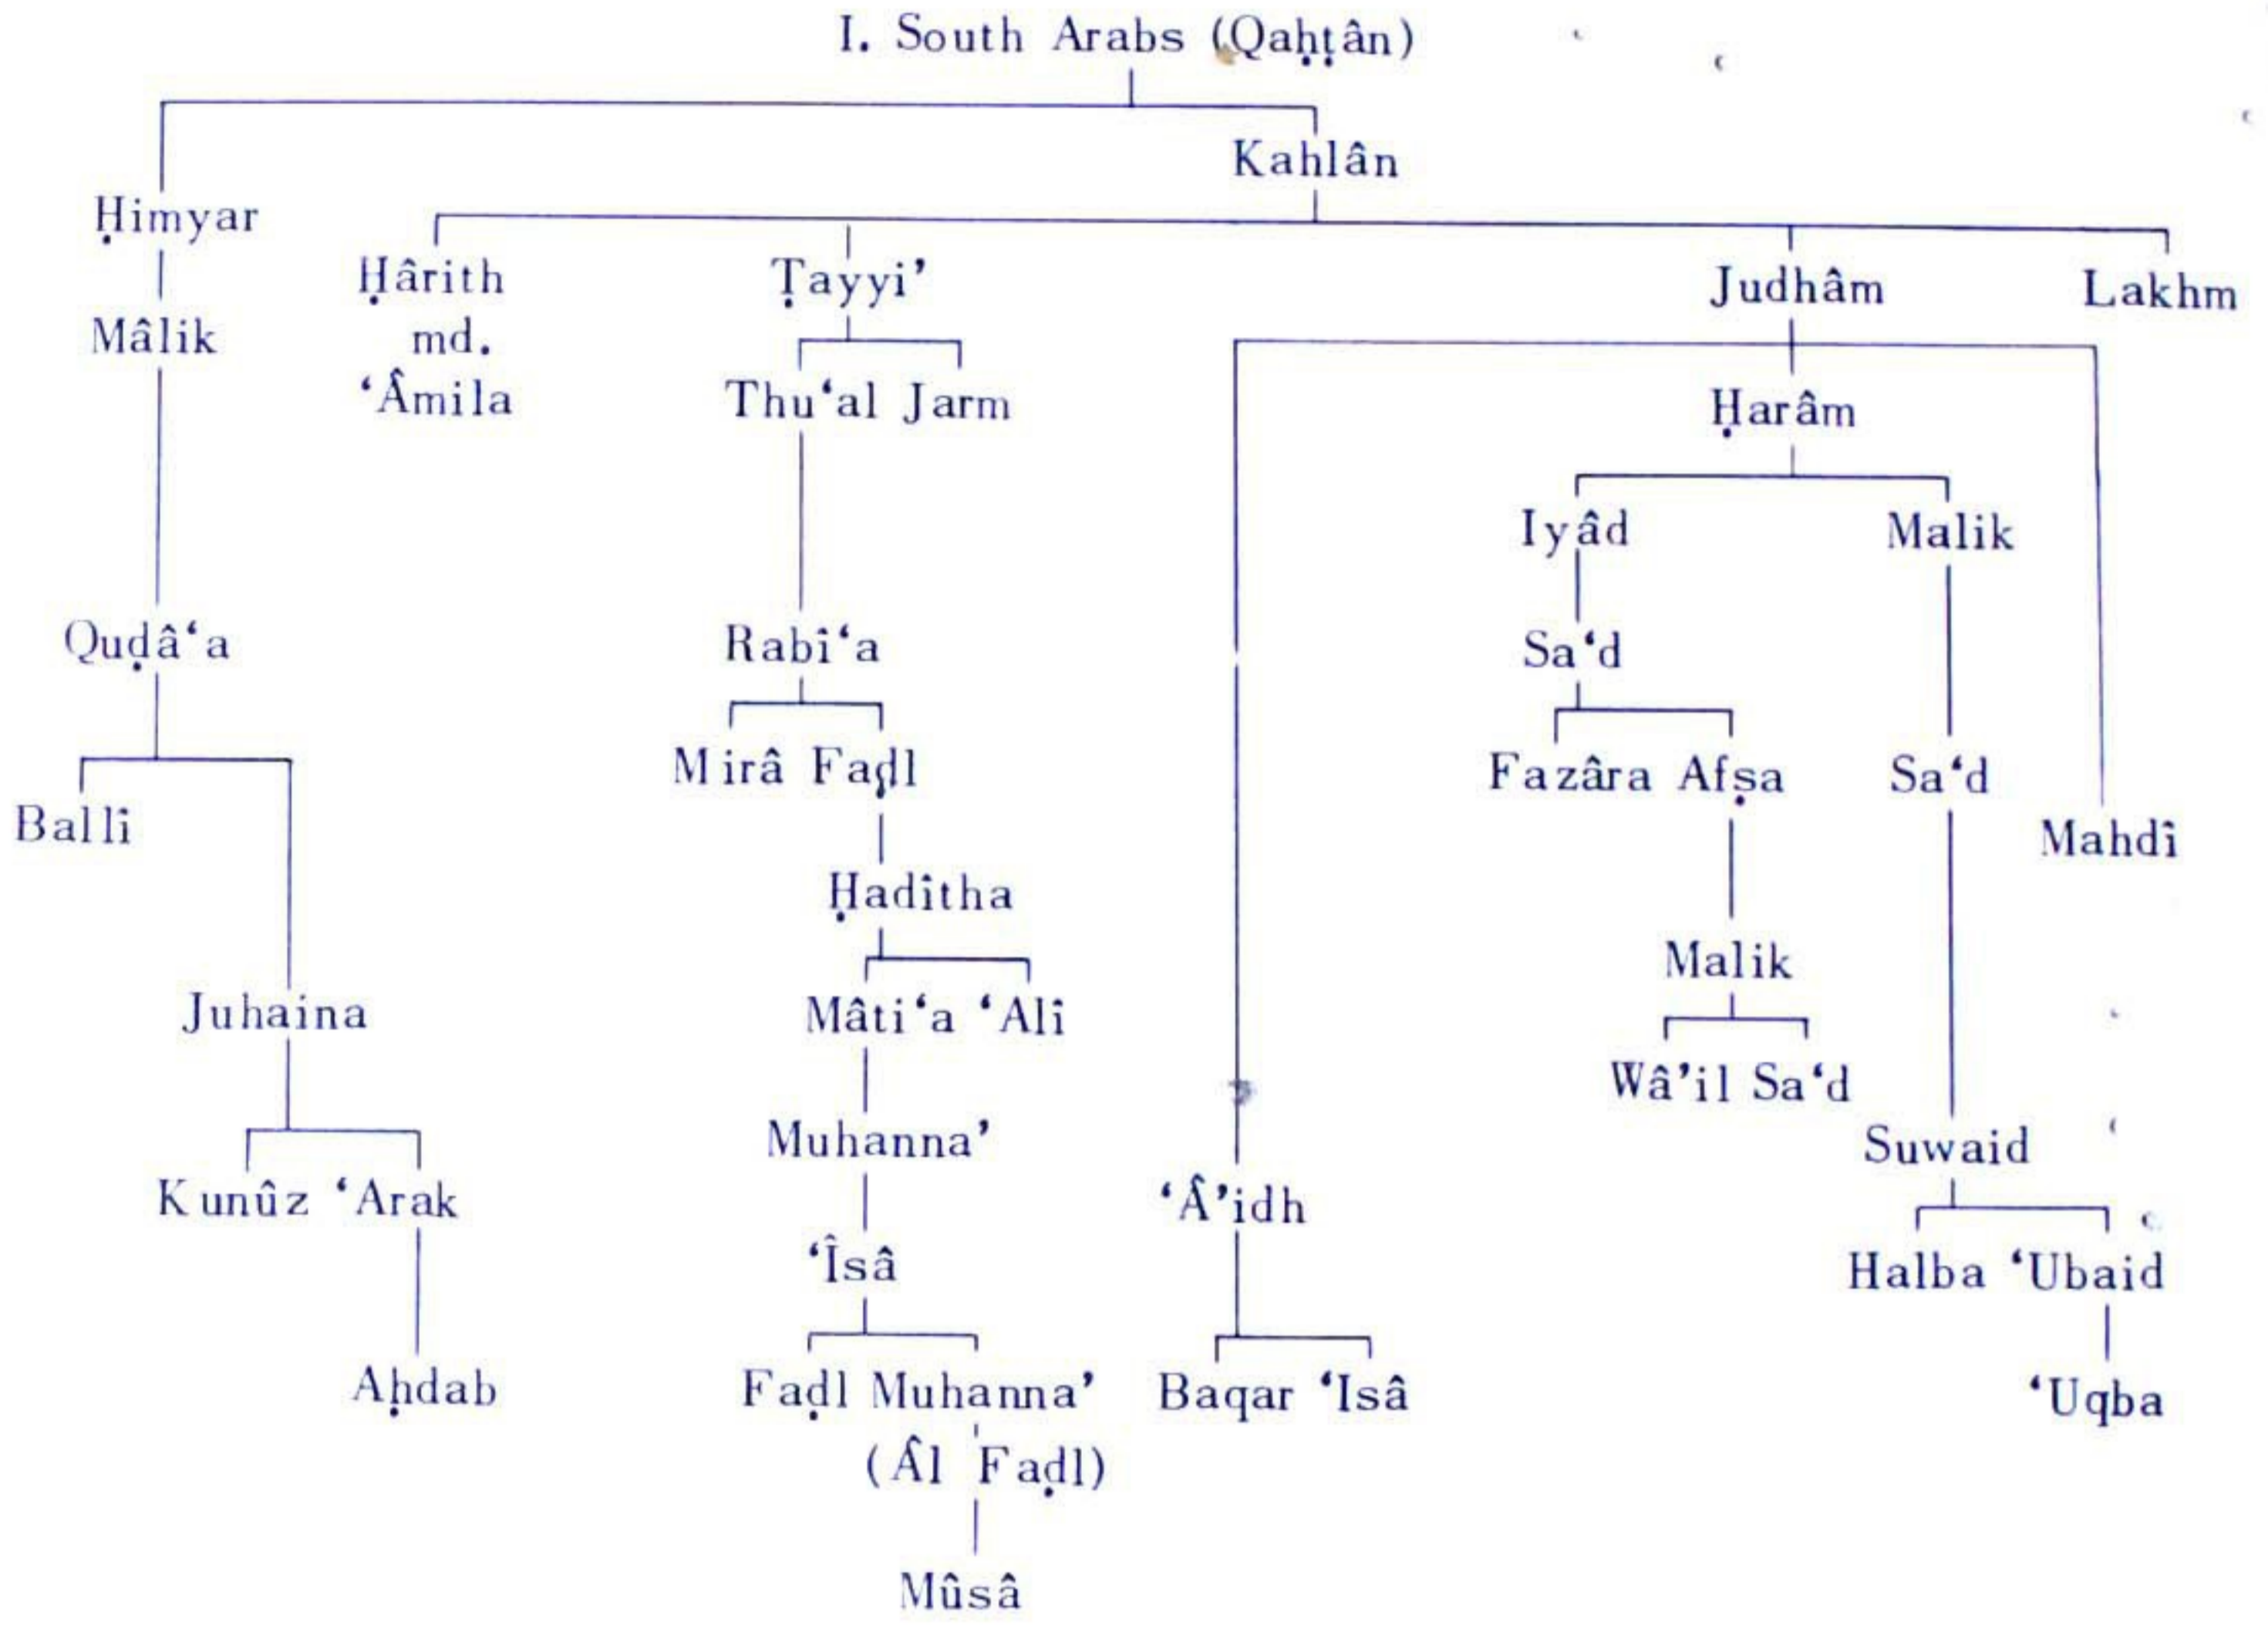 I. South Arabs (Qaḥṭân)
Kahlân
Ḥimyar
Ḥârith Ṭayyi’ Judhâm Lakhm
md.
Mâlik
‘Âmila Thu‘al Jarm Ḥarâm
Iyâd Malik
Quḍâ‘a Rabî‘a Sa‘d
Mirâ Faḍl Fazâra Afṣa Sa‘d
Ballî Mahdî
Ḥadîtha
Malik
Juhaina Mâti‘a ‘Alî
Wâ’il Sa‘d
Muhanna’ Suwaid
Kunûz ‘Arak ‘Â’idh
‘Îsâ Halba ‘Ubaid
Aḥdab Faḍl Muhanna’ Baqar ‘Isâ ‘Uqba
(Âl Faḍl)
Mûsâ